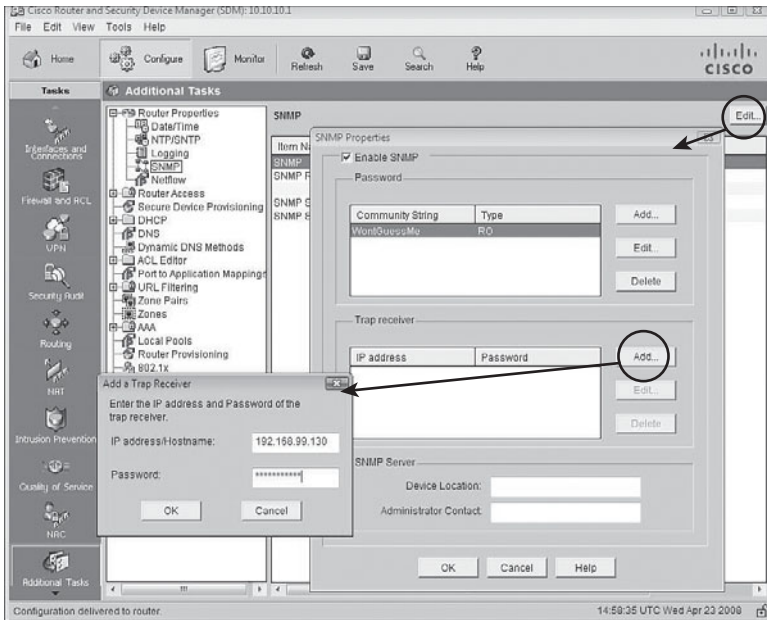 Cisco Router and Security Device Manager (SDM): 10.10.10.1
File Edit View Tools Help
Home Configure Monitor Refresh Save Search Help
CISCO
Tasks
Additional Tasks
Interfaces and Connections
Firewall and ACL
VPN
Security Audit
Routing
NAT
Intrusion Prevention
Quality of Service
NAC
Additional Tasks
Router Properties
Date/Time
NTP/SNTP
Logging
SNMP
Netflow
Router Access
Secure Device Provisioning
DHCP
DNS
Dynamic DNS Methods
ACL Editor
Port to Application Mappings
URL Filtering
Zone Pairs
Zones
AAA
Local Pools
Router Provisioning
802.1x
SNMP
Edit...
Item N
SNMP
SNMP
SNMP
SNMP
SNMP Properties
Enable SNMP
Password
Community String Type
WontGuessMe RO
Add...
Edit...
Delete
Trap receiver
IP address Password
Add...
Edit...
Delete
SNMP Server
Device Location:
Administrator Contact:
OK Cancel Help
Add a Trap Receiver
Enter the IP address and Password of the
trap receiver.
IP address/Hostname: 192.168.99.130
Password: ***********
OK Cancel
Configuration delivered to router.
14:58:35 UTC Wed Apr 23 2008